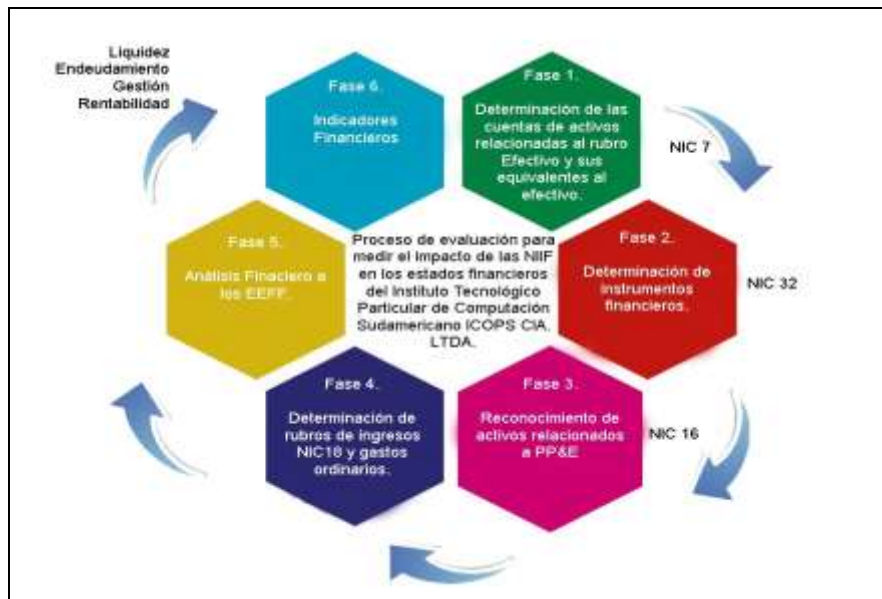 Liquidez
Endeudamiento
Gestión
Rentabilidad
Fase 6.
Indicadores
Financieros
Fase 1.
Determinación de las
cuentas de activos
relacionadas al rubro
Efectivo y sus
equivalentes al
efectivo.
NIC 7
Fase 5.
Análisis Finaciero a
los EEFF.
Proceso de evaluación para
medir el impacto de las NIIF
en los estados financieros
del Instituto Tecnológico
Particular de Computación
Sudamericano ICOPS CIA.
LTDA.
Fase 2.
Determinación de
instrumentos
financieros.
NIC 32
Fase 4.
Determinación de
rubros de ingresos
NIC18 y gastos
ordinarios.
Fase 3.
Reconocimiento de
activos relacionados
a PP&E
NIC 16